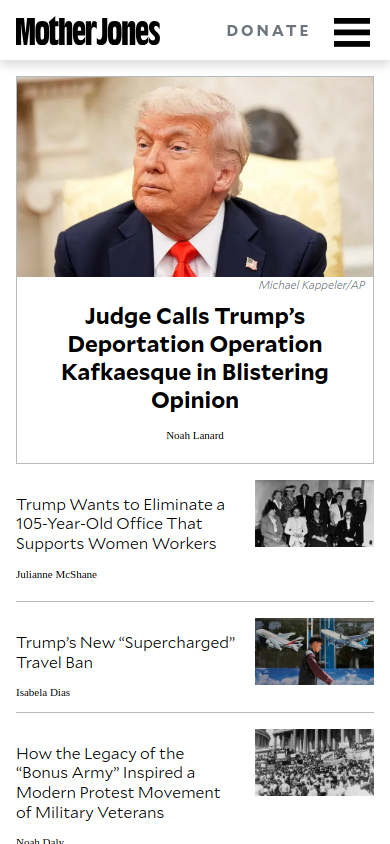 Mother Jones
DONATE
Michael Kappeler/AP
Judge Calls Trump’s
Deportation Operation
Kafkaesque in Blistering
Opinion
Noah Lanard
Trump Wants to Eliminate a
105-Year-Old Office That
Supports Women Workers
Julianne McShane
Trump’s New “Supercharged”
Travel Ban
Isabela Dias
How the Legacy of the
“Bonus Army” Inspired a
Modern Protest Movement
of Military Veterans
Noah Daly